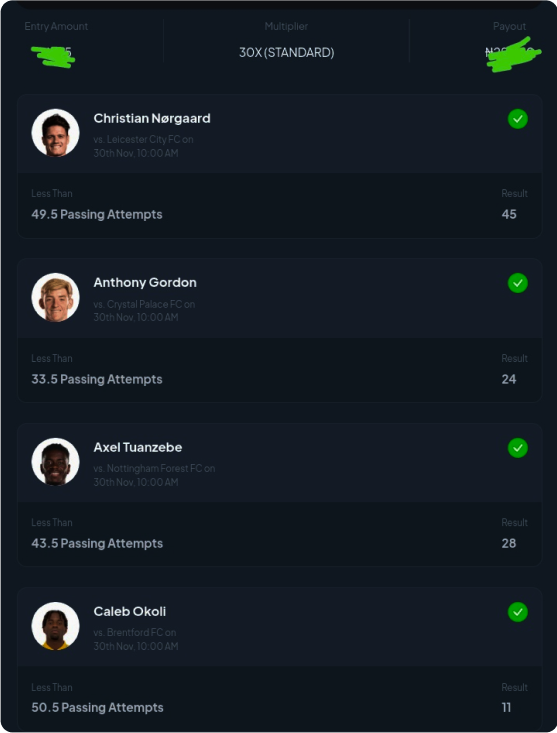 Entry Amount
Multiplier
Payout
30X (STANDARD)
Christian Nørgaard
vs. Leicester City FC on
30th Nov, 10:00 AM
Less Than
Result
49.5 Passing Attempts
45
Anthony Gordon
vs. Crystal Palace FC on
30th Nov, 10:00 AM
Less Than
Result
33.5 Passing Attempts
24
Axel Tuanzebe
vs. Nottingham Forest FC on
30th Nov, 10:00 AM
Less Than
Result
43.5 Passing Attempts
28
Caleb Okoli
vs. Brentford FC on
30th Nov, 10:00 AM
Less Than
Result
50.5 Passing Attempts
11